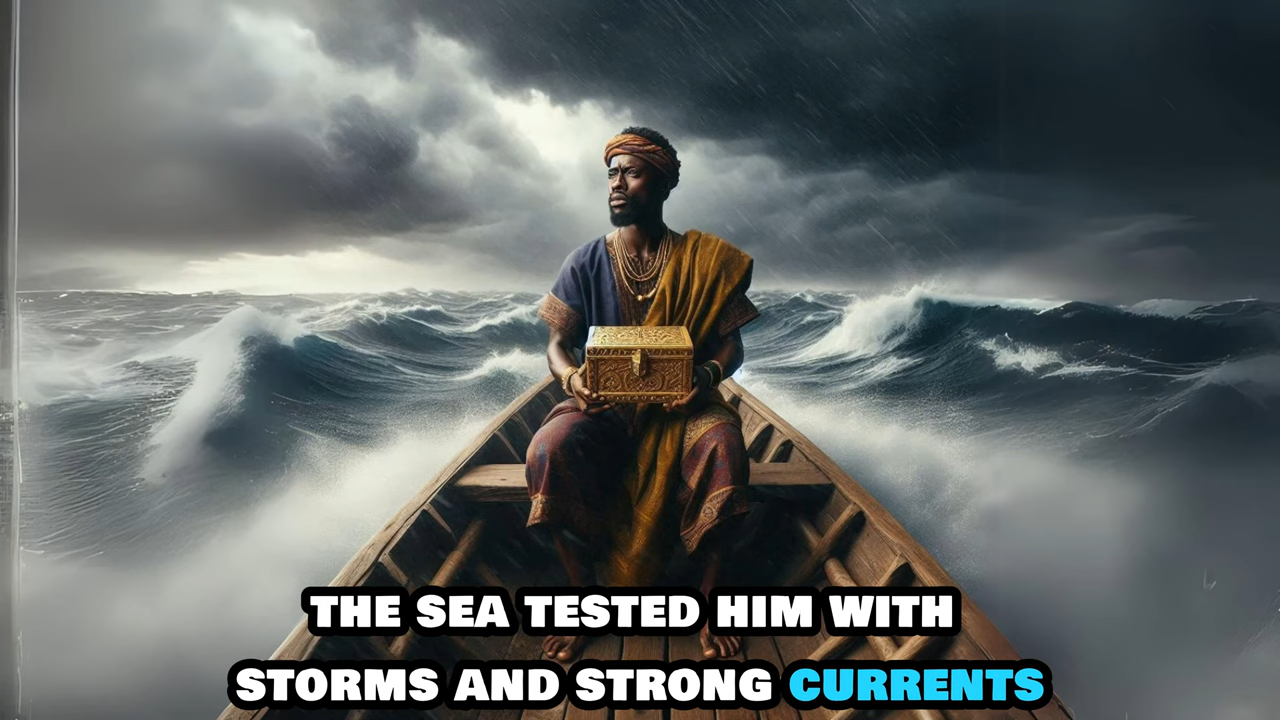 THE SEA TESTED HIM WITH
STORMS AND STRONG CURRENTS